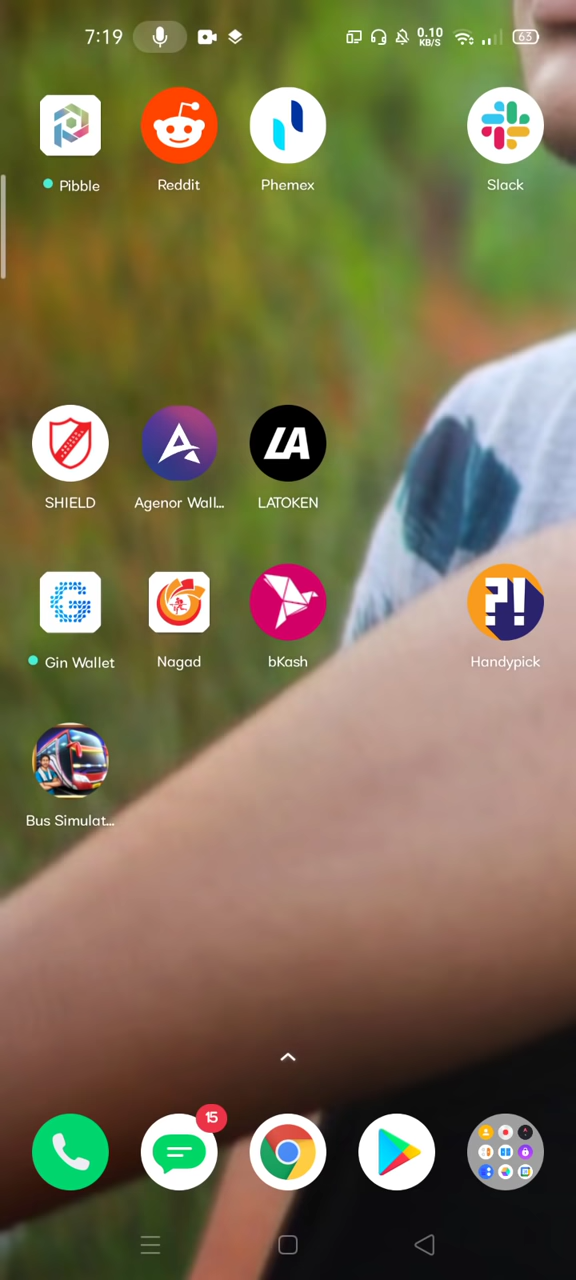 7:19 0.10 KB/S 63
Pibble Reddit Phemex Slack
SHIELD Agenor Wall... LATOKEN
Gin Wallet Nagad bKash Handypick
Bus Simulat...
15